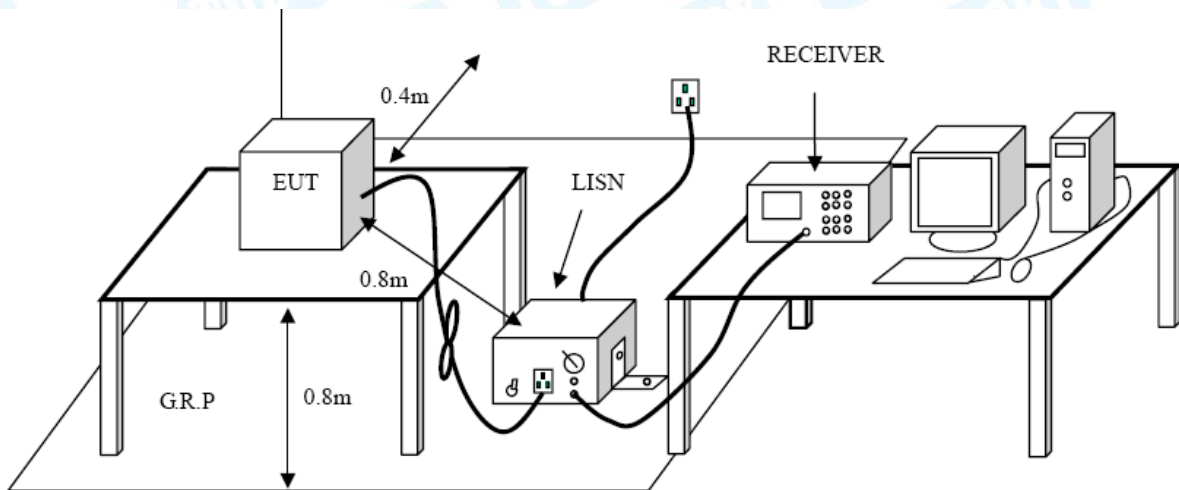 RECEIVER
0.4m
EUT
LISN
0.8m
G.R.P
0.8m